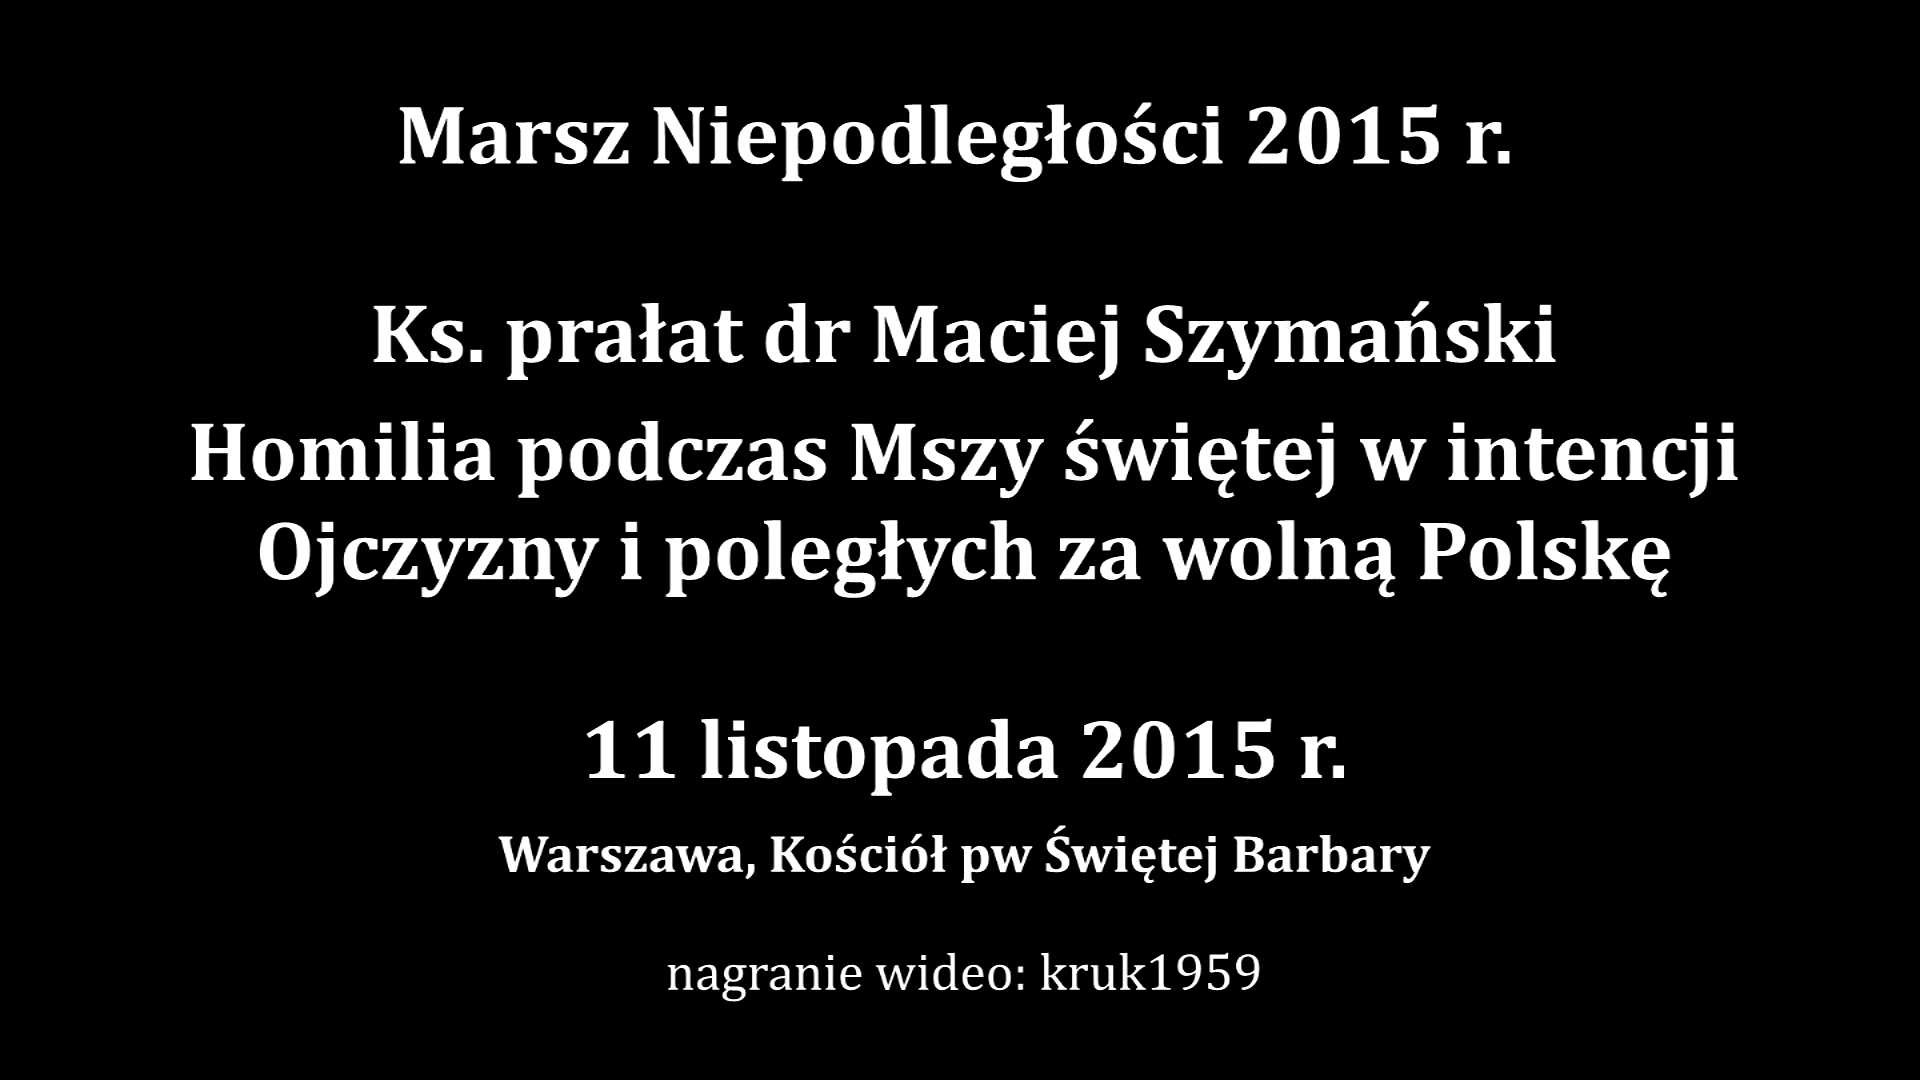 Marsz Niepodległości 2015 r.
Ks. prałat dr Maciej Szymański
Homilia podczas Mszy świętej w intencji
Ojczyzny i poległych za wolną Polskę
11 listopada 2015 r.
Warszawa, Kościół pw Świętej Barbary
nagranie wideo: kruk1959